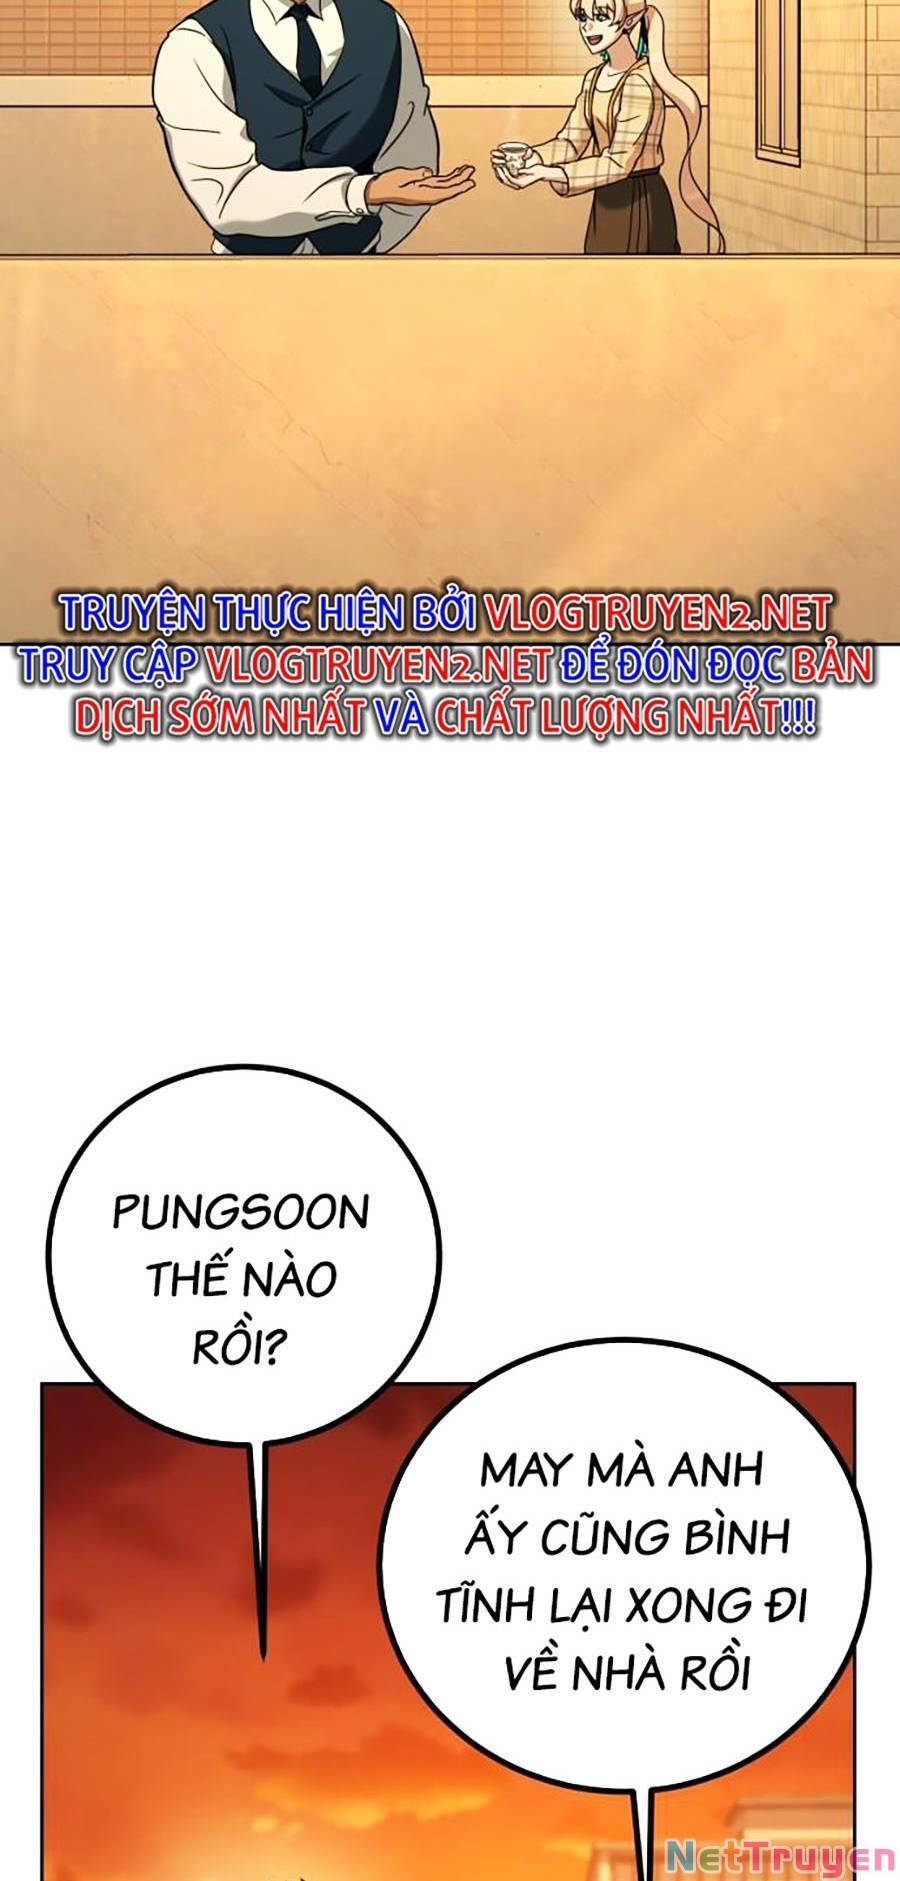 TRUYỆN THỰC HIỆN BỞI VLOGTRUYEN2.NET
TRUY CẬP VLOGTRUYEN2.NET ĐỂ ĐÓN ĐỌC BẢN
DỊCH SỚM NHẤT VÀ CHẤT LƯỢNG NHẤT!!!
PUNGSOON
THẾ NÀO
RỒI?
MAY MÀ ANH
ẤY CŨNG BÌNH
TĨNH LẠI XONG ĐI
VỀ NHÀ RỒI
NetTruyen